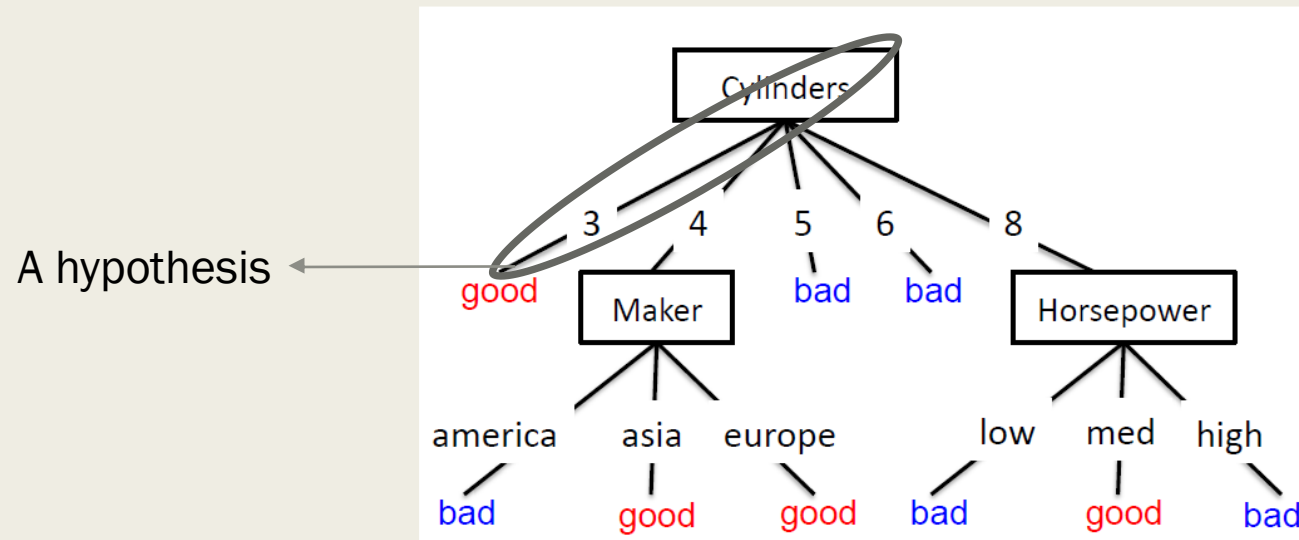 Cylinders
3 4 5 6 8
A hypothesis
good Maker bad bad Horsepower
america asia europe low med high
bad good good bad good bad